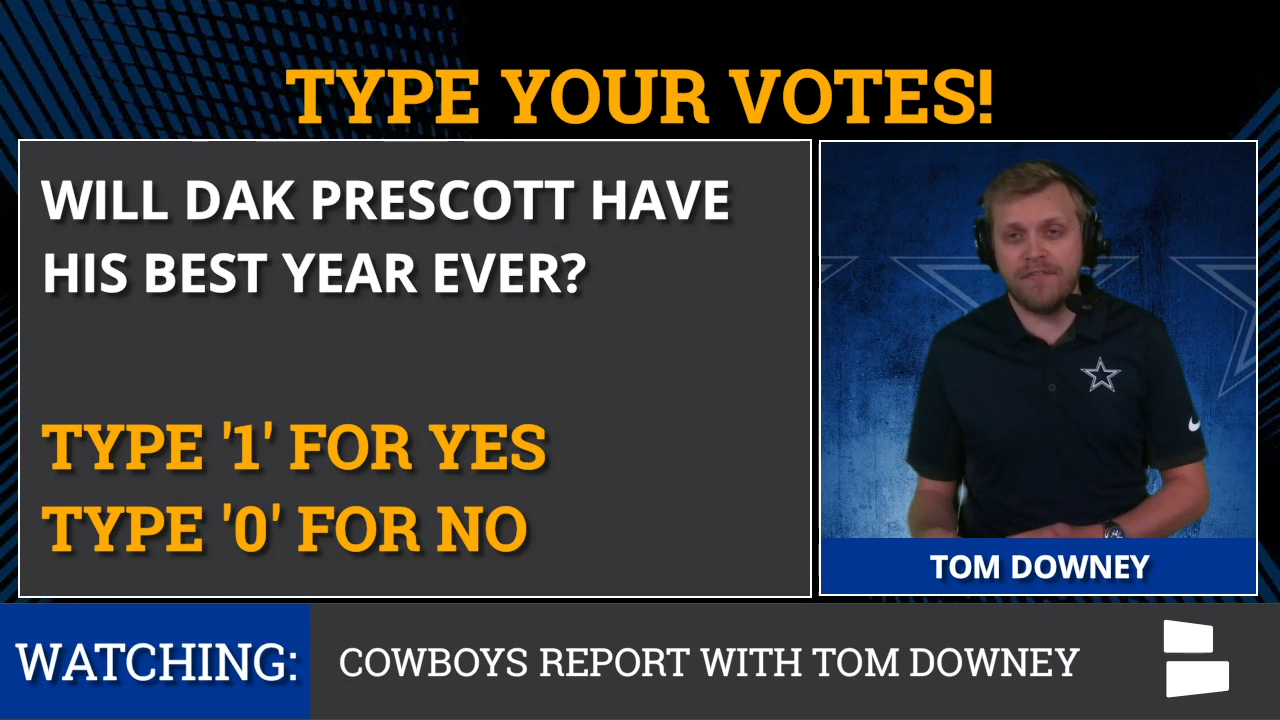 TYPE YOUR VOTES!
WILL DAK PRESCOTT HAVE
HIS BEST YEAR EVER?
TYPE '1' FOR YES
TYPE '0' FOR NO
TOM DOWNEY
WATCHING:
COWBOYS REPORT WITH TOM DOWNEY